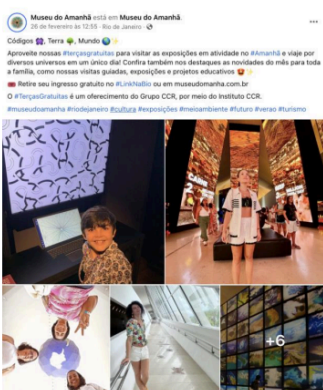 Museu do Amanhã está em Museu do Amanhã.
26 de fevereiro às 12:55 · Rio de Janeiro ·
Códigos 👾, Terra 🌳, Mundo 🌎✨
Aproveite nossas #terçasgratuitas para visitar as exposições em atividade no #Amanhã e viaje por
diversos universos em um único dia! Confira também nos destaques as novidades do mês para toda
a família, como nossas visitas guiadas, exposições e projetos educativos 🤩✨
🎟️ Retire seu ingresso gratuito no #LinkNaBio ou em museudoamanha.com.br
O #TerçasGratuitas é um oferecimento do Grupo CCR, por meio do Instituto CCR.
#museudoamanha #riodejaneiro #cultura #exposições #meioambiente #futuro #verao #turismo
+6